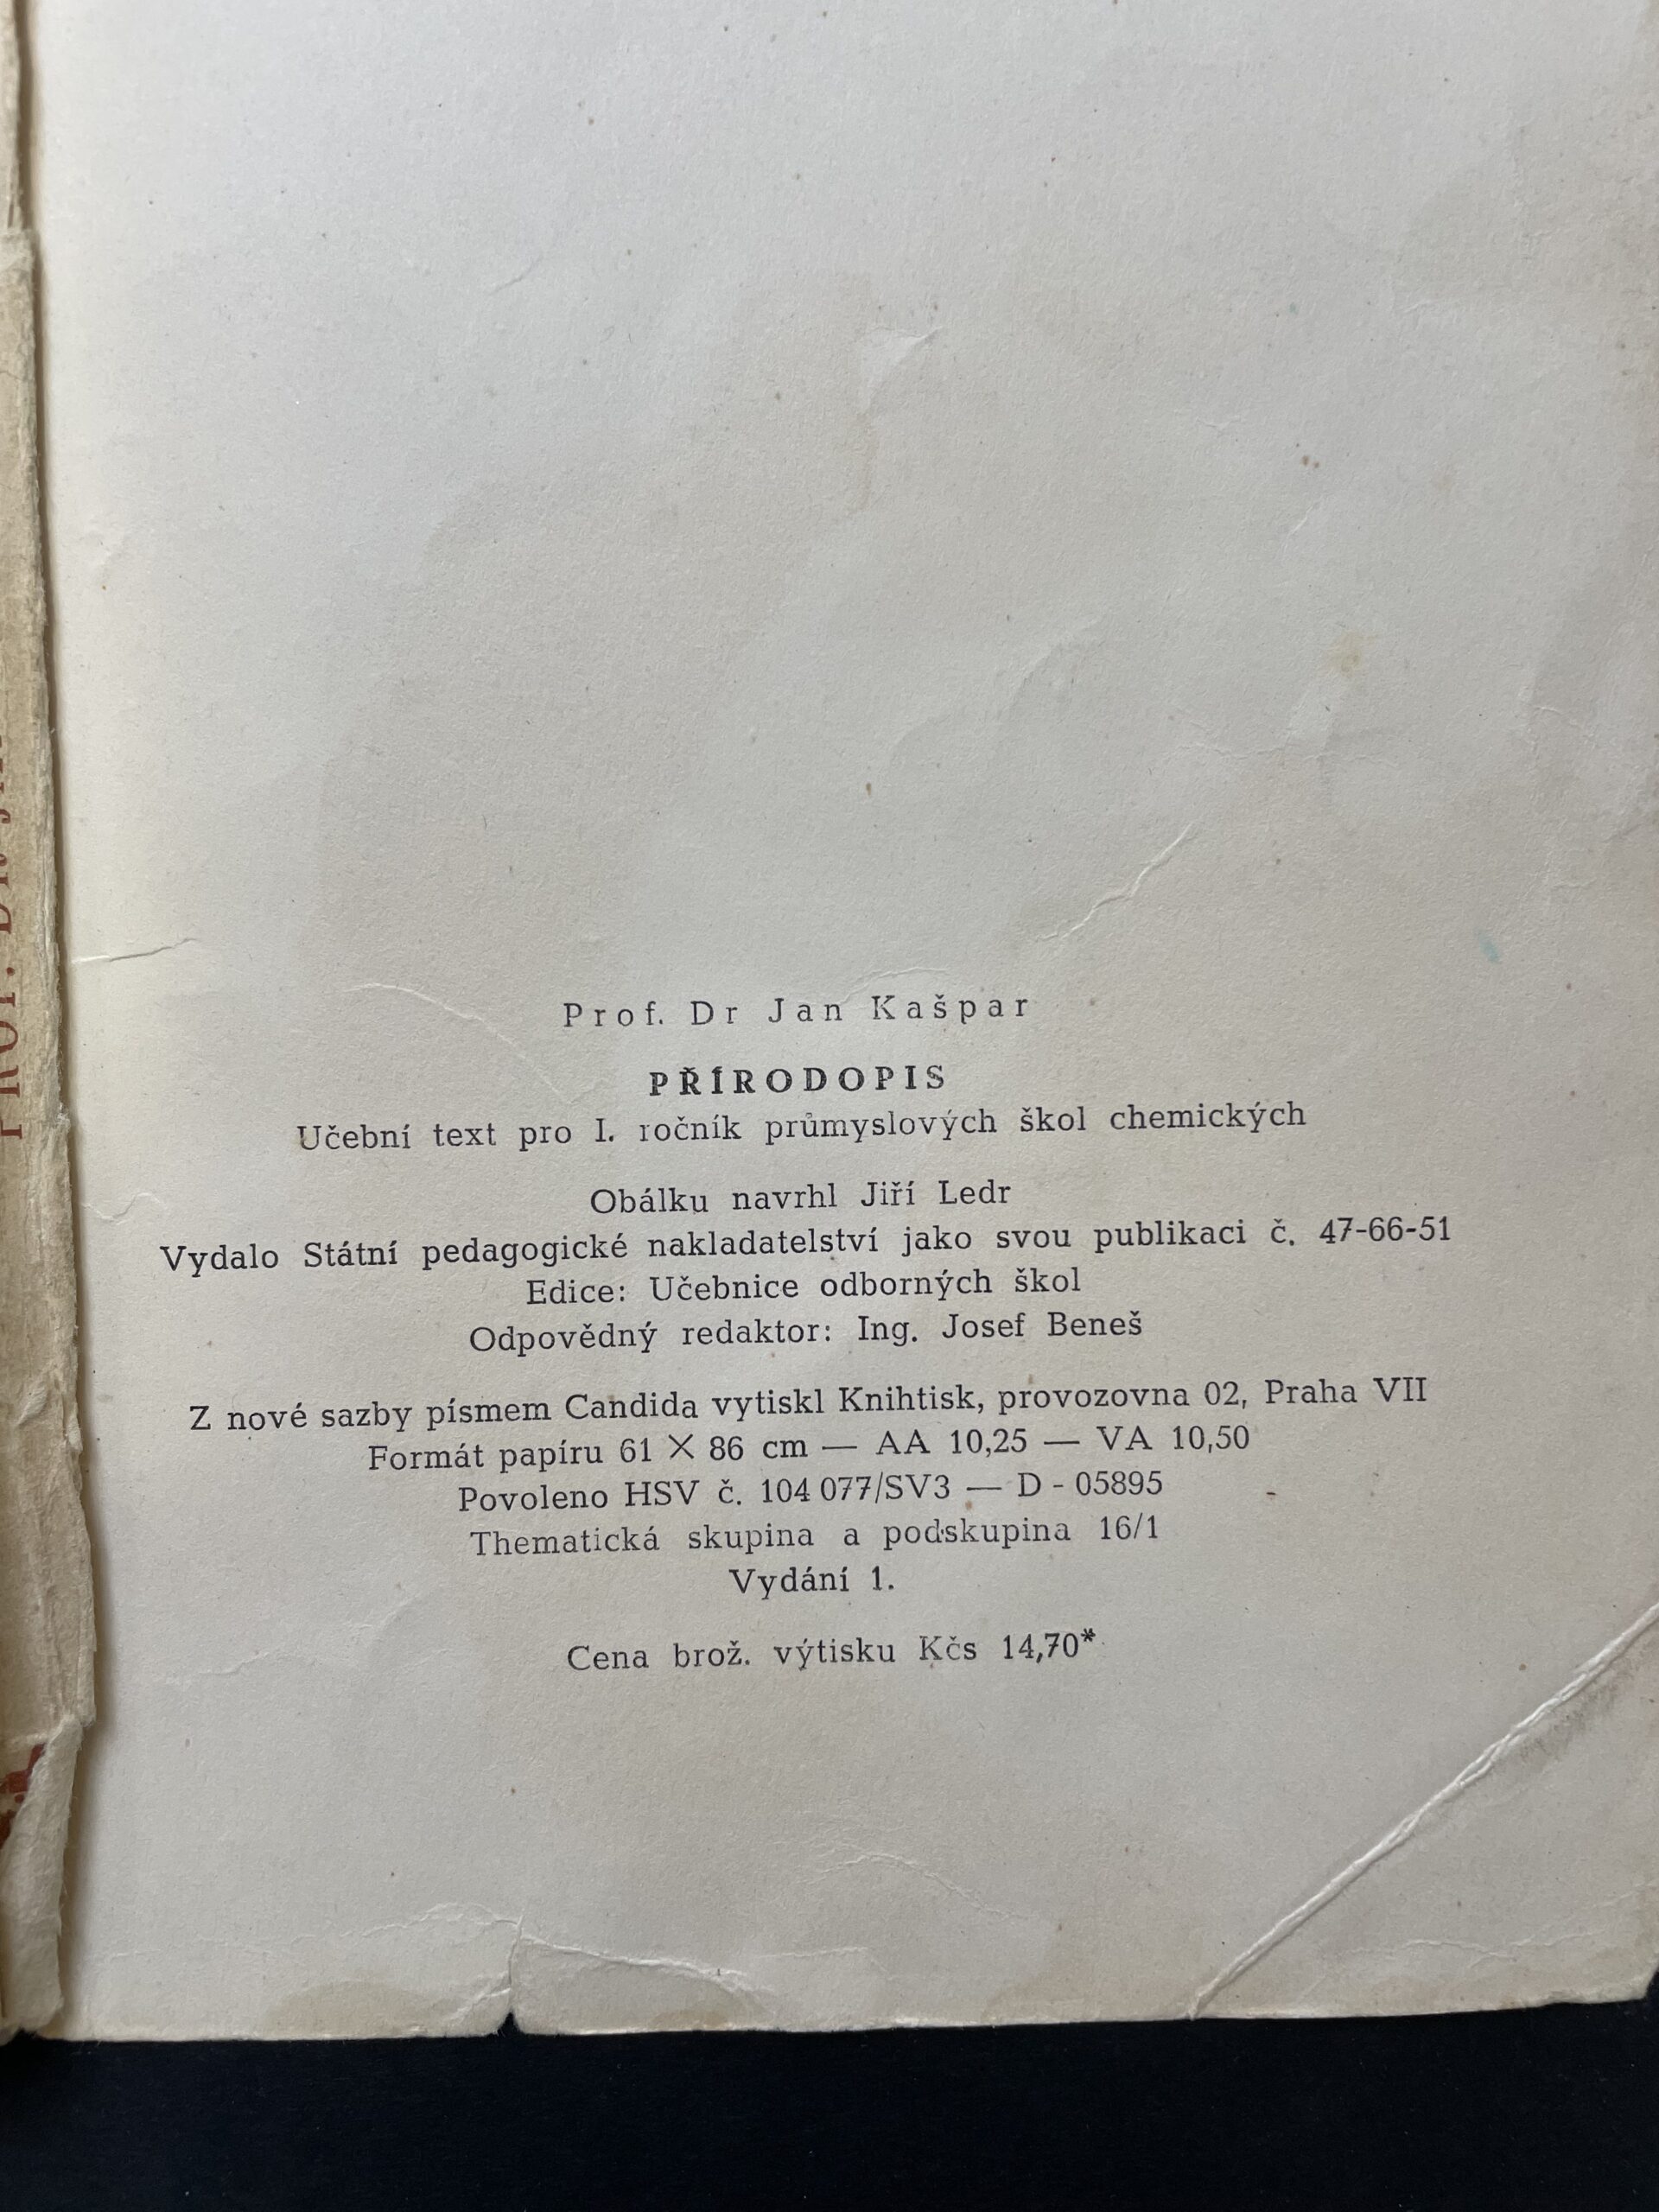 Prof. Dr Jan Kašpar
PŘÍRODOPIS
Učební text pro I. ročník průmyslových škol chemických
Obálku navrhl Jiří Ledr
Vydalo Státní pedagogické nakladatelství jako svou publikaci č. 47-66-51
Edice: Učebnice odborných škol
Odpovědný redaktor: Ing. Josef Beneš
Z nové sazby písmem Candida vytiskl Knihtisk, provozovna 02, Praha VII
Formát papíru 61 × 86 cm — AA 10,25 — VA 10,50
Povoleno HSV č. 104 077/SV3 — D - 05895
Thematická skupina a podskupina 16/1
Vydání 1.
Cena brož. výtisku Kčs 14,70*
PROF. DR.